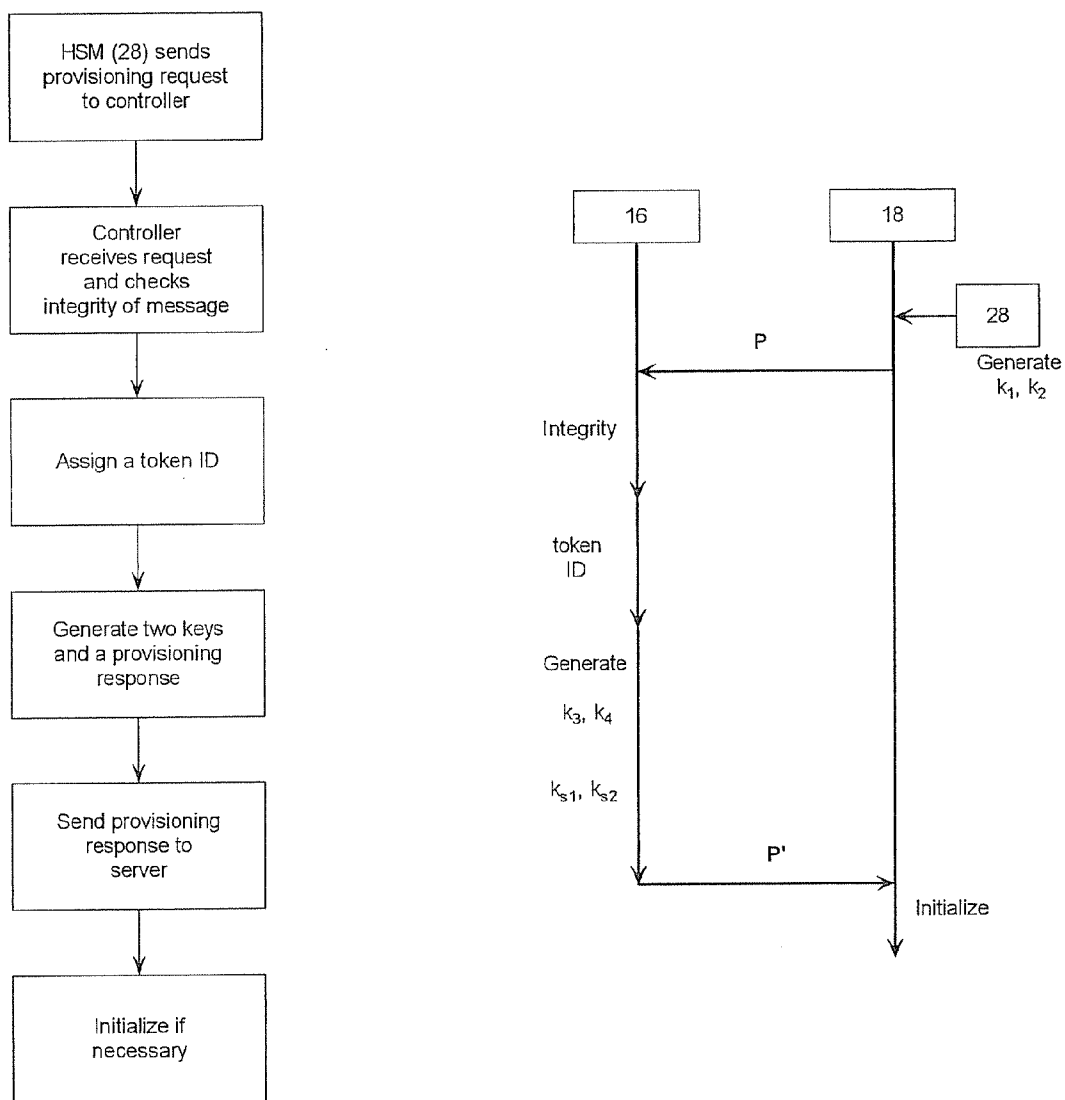 HSM (28) sends
provisioning request
to controller
Controller
receives request
and checks
integrity of message
Assign a token ID
Generate two keys
and a provisioning
response
Send provisioning
response to
server
Initialize if
necessary
16
18
28
Generate
k1, k2
P
Integrity
token
ID
Generate
k3, k4
ks1, ks2
P'
Initialize